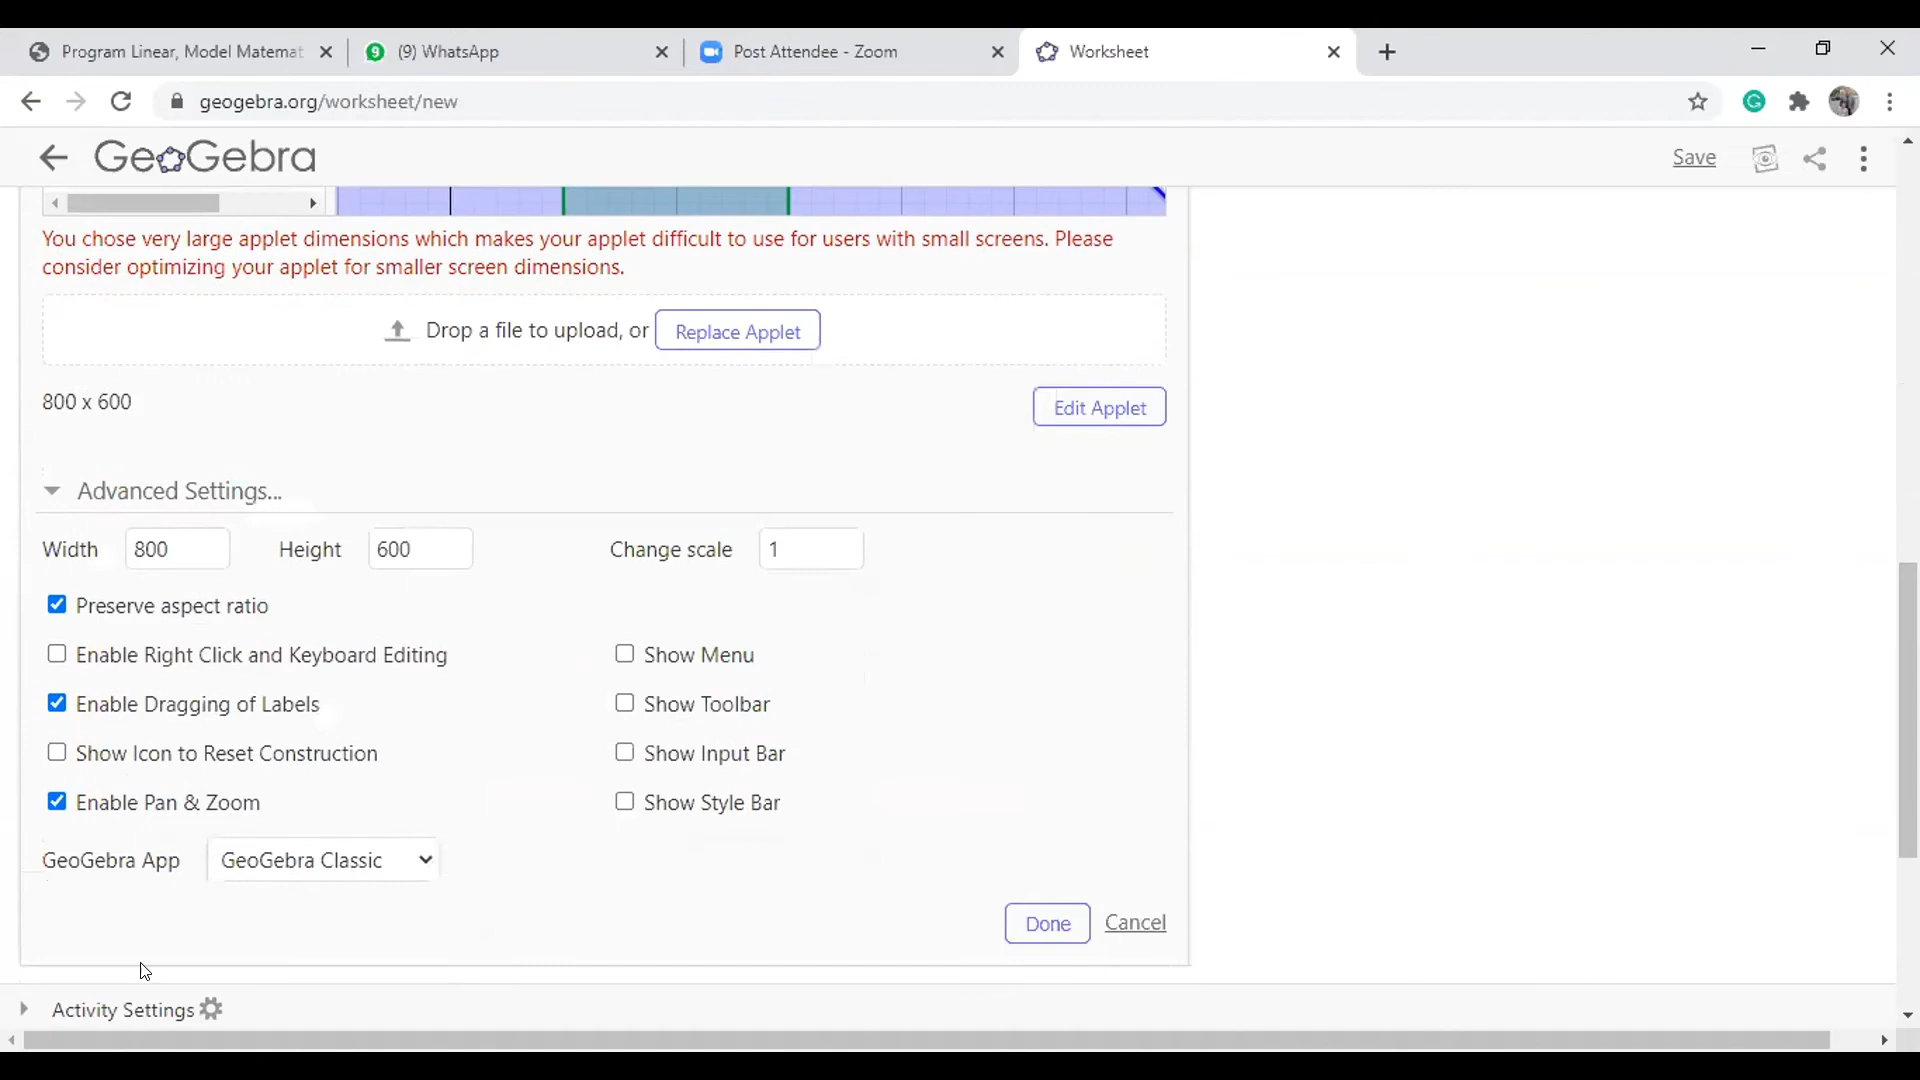 Program Linear, Model Matemat
(9) WhatsApp
Post Attendee - Zoom
Worksheet
geogebra.org/worksheet/new
GeoGebra
Save
You chose very large applet dimensions which makes your applet difficult to use for users with small screens. Please
consider optimizing your applet for smaller screen dimensions.
Drop a file to upload, or Replace Applet
800 x 600
Edit Applet
Advanced Settings...
Width 800 Height 600 Change scale 1
Preserve aspect ratio
Enable Right Click and Keyboard Editing Show Menu
Enable Dragging of Labels Show Toolbar
Show Icon to Reset Construction Show Input Bar
Enable Pan & Zoom Show Style Bar
GeoGebra App GeoGebra Classic
Done Cancel
Activity Settings